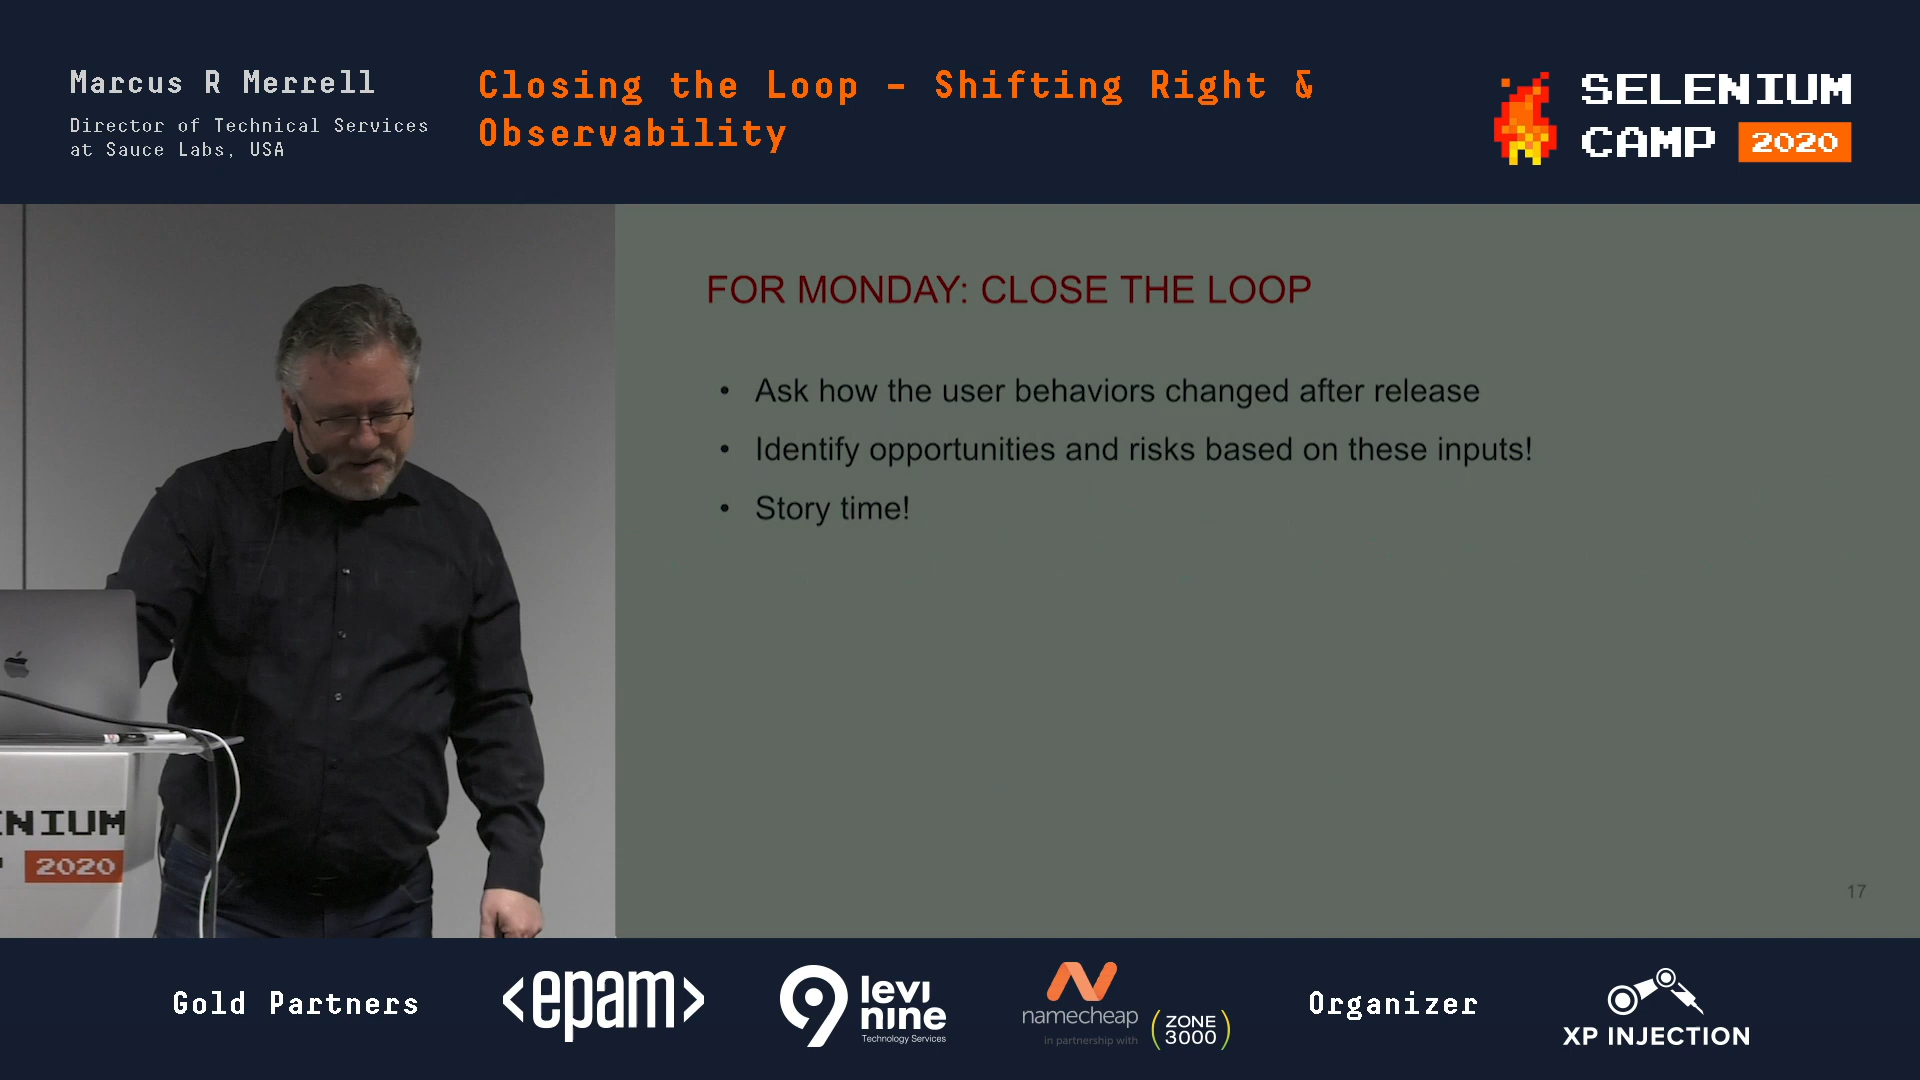 Marcus R Merrell
Director of Technical Services
at Sauce Labs, USA
Closing the Loop – Shifting Right &
Observability
SELENIUM
CAMP 2020
FOR MONDAY: CLOSE THE LOOP
• Ask how the user behaviors changed after release
• Identify opportunities and risks based on these inputs!
• Story time!
17
NIUM
2020
Gold Partners
<epam>
9 levi
nine
Technology Services
namecheap
in partnership with
(ZONE
3000)
Organizer
XP INJECTION